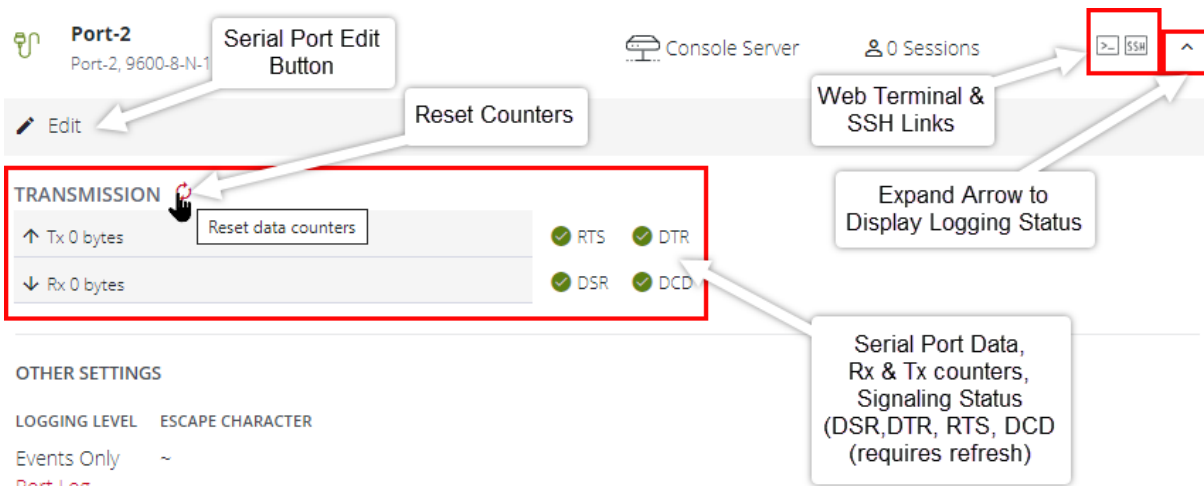 Port-2
Port-2, 9600-8-N-1
Serial Port Edit
Button
Console Server
0 Sessions
>_
SSH
Web Terminal &
SSH Links
Edit
Reset Counters
Expand Arrow to
Display Logging Status
TRANSMISSION
Reset data counters
Tx 0 bytes
RTS
DTR
Rx 0 bytes
DSR
DCD
Serial Port Data,
Rx & Tx counters,
Signaling Status
(DSR,DTR, RTS, DCD
(requires refresh)
OTHER SETTINGS
LOGGING LEVEL
ESCAPE CHARACTER
Events Only
~
Port Log